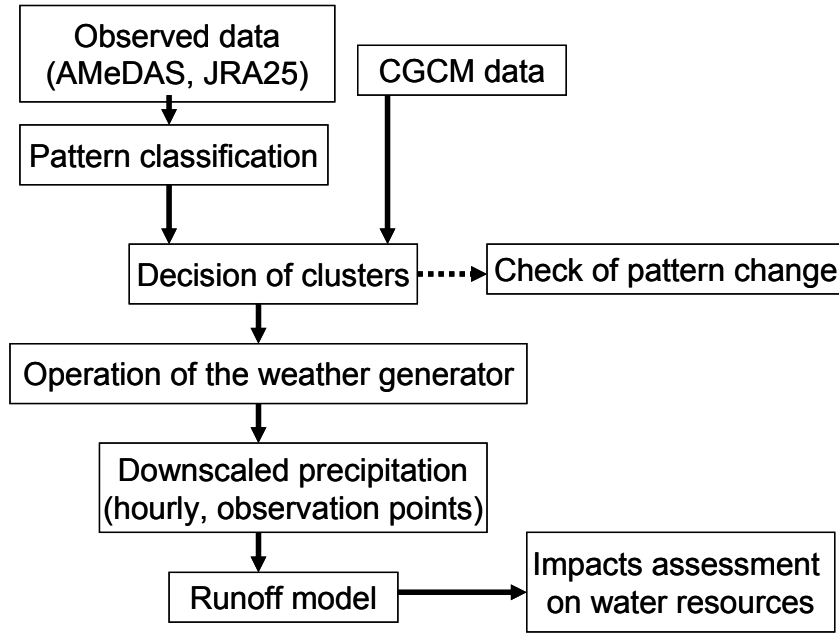 Observed data
(AMeDAS, JRA25)
CGCM data
Pattern classification
Decision of clusters
Check of pattern change
Operation of the weather generator
Downscaled precipitation
(hourly, observation points)
Runoff model
Impacts assessment
on water resources